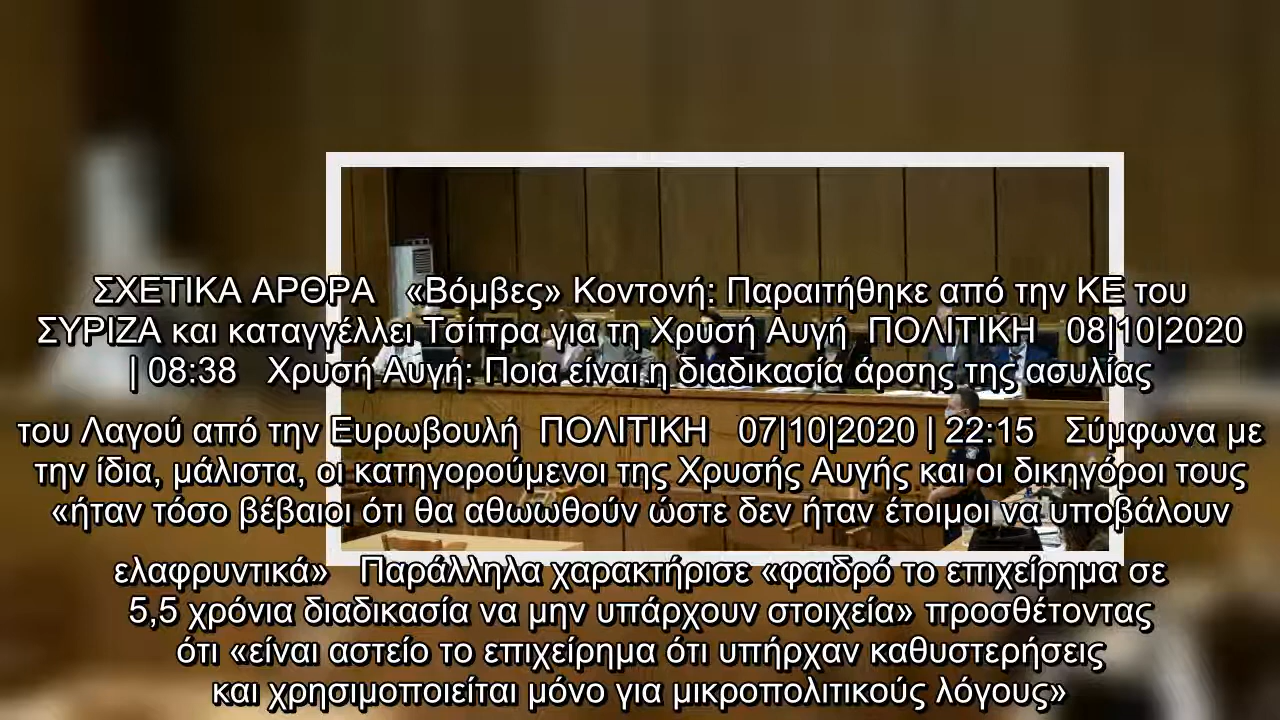 ΣΧΕΤΙΚΑ ΑΡΘΡΑ   «Βόμβες» Κοντονή: Παραιτήθηκε από την ΚΕ του
ΣΥΡΙΖΑ και καταγγέλλει Τσίπρα για τη Χρυσή Αυγή  ΠΟΛΙΤΙΚΗ   08|10|2020
| 08:38   Χρυσή Αυγή: Ποια είναι η διαδικασία άρσης της ασυλίας
του Λαγού από την Ευρωβουλή  ΠΟΛΙΤΙΚΗ   07|10|2020 | 22:15   Σύμφωνα με
την ίδια, μάλιστα, οι κατηγορούμενοι της Χρυσής Αυγής και οι δικηγόροι τους
«ήταν τόσο βέβαιοι ότι θα αθωωθούν ώστε δεν ήταν έτοιμοι να υποβάλουν
ελαφρυντικά»   Παράλληλα χαρακτήρισε «φαιδρό το επιχείρημα σε
5,5 χρόνια διαδικασία να μην υπάρχουν στοιχεία» προσθέτοντας
ότι «είναι αστείο το επιχείρημα ότι υπήρχαν καθυστερήσεις
και χρησιμοποιείται μόνο για μικροπολιτικούς λόγους»